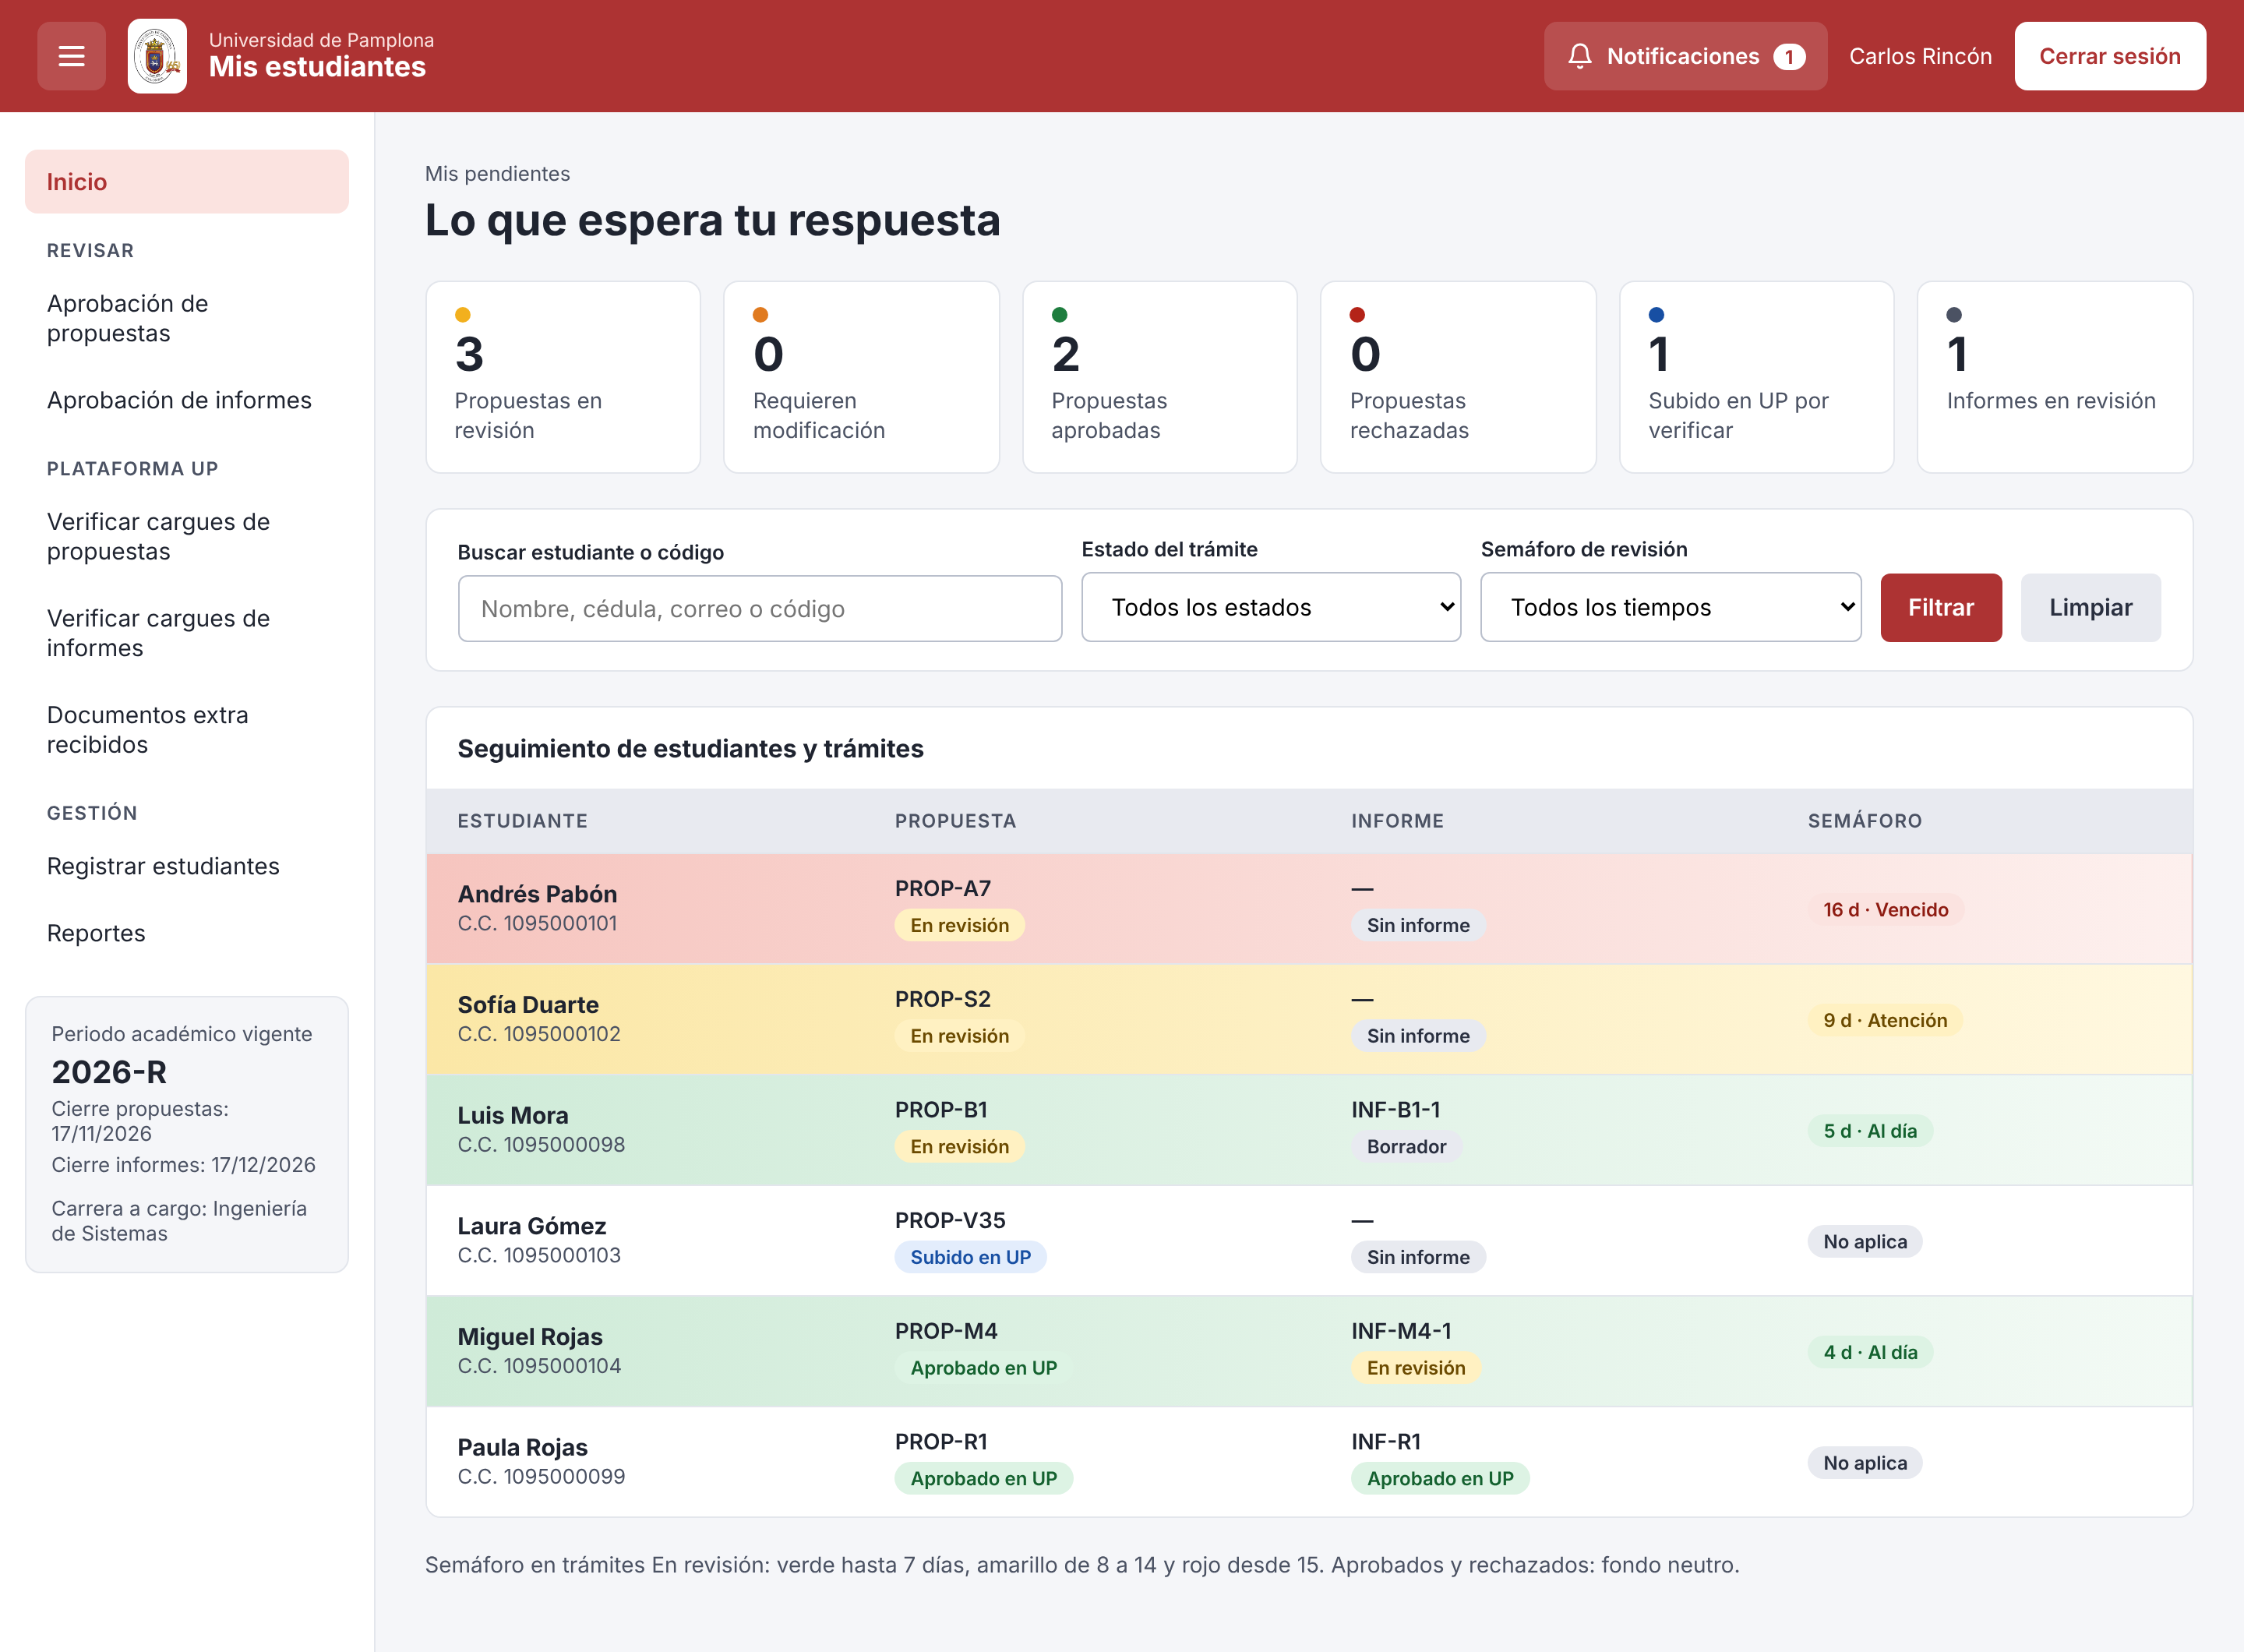 Universidad de Pamplona
Mis estudiantes
Notificaciones 1
Carlos Rincón
Cerrar sesión
Inicio
REVISAR
Aprobación de
propuestas
Aprobación de informes
PLATAFORMA UP
Verificar cargues de
propuestas
Verificar cargues de
informes
Documentos extra
recibidos
GESTIÓN
Registrar estudiantes
Reportes
Periodo académico vigente
2026-R
Cierre propuestas:
17/11/2026
Cierre informes: 17/12/2026
Carrera a cargo: Ingeniería
de Sistemas
Mis pendientes
Lo que espera tu respuesta
3
Propuestas en
revisión
0
Requieren
modificación
2
Propuestas
aprobadas
0
Propuestas
rechazadas
1
Subido en UP por
verificar
1
Informes en revisión
Buscar estudiante o código
Nombre, cédula, correo o código
Estado del trámite
Todos los estados
Semáforo de revisión
Todos los tiempos
Filtrar
Limpiar
Seguimiento de estudiantes y trámites
ESTUDIANTE PROPUESTA INFORME SEMÁFORO
Andrés Pabón
C.C. 1095000101
PROP-A7
En revisión
—
Sin informe
16 d · Vencido
Sofía Duarte
C.C. 1095000102
PROP-S2
En revisión
—
Sin informe
9 d · Atención
Luis Mora
C.C. 1095000098
PROP-B1
En revisión
INF-B1-1
Borrador
5 d · Al día
Laura Gómez
C.C. 1095000103
PROP-V35
Subido en UP
—
Sin informe
No aplica
Miguel Rojas
C.C. 1095000104
PROP-M4
Aprobado en UP
INF-M4-1
En revisión
4 d · Al día
Paula Rojas
C.C. 1095000099
PROP-R1
Aprobado en UP
INF-R1
Aprobado en UP
No aplica
Semáforo en trámites En revisión: verde hasta 7 días, amarillo de 8 a 14 y rojo desde 15. Aprobados y rechazados: fondo neutro.